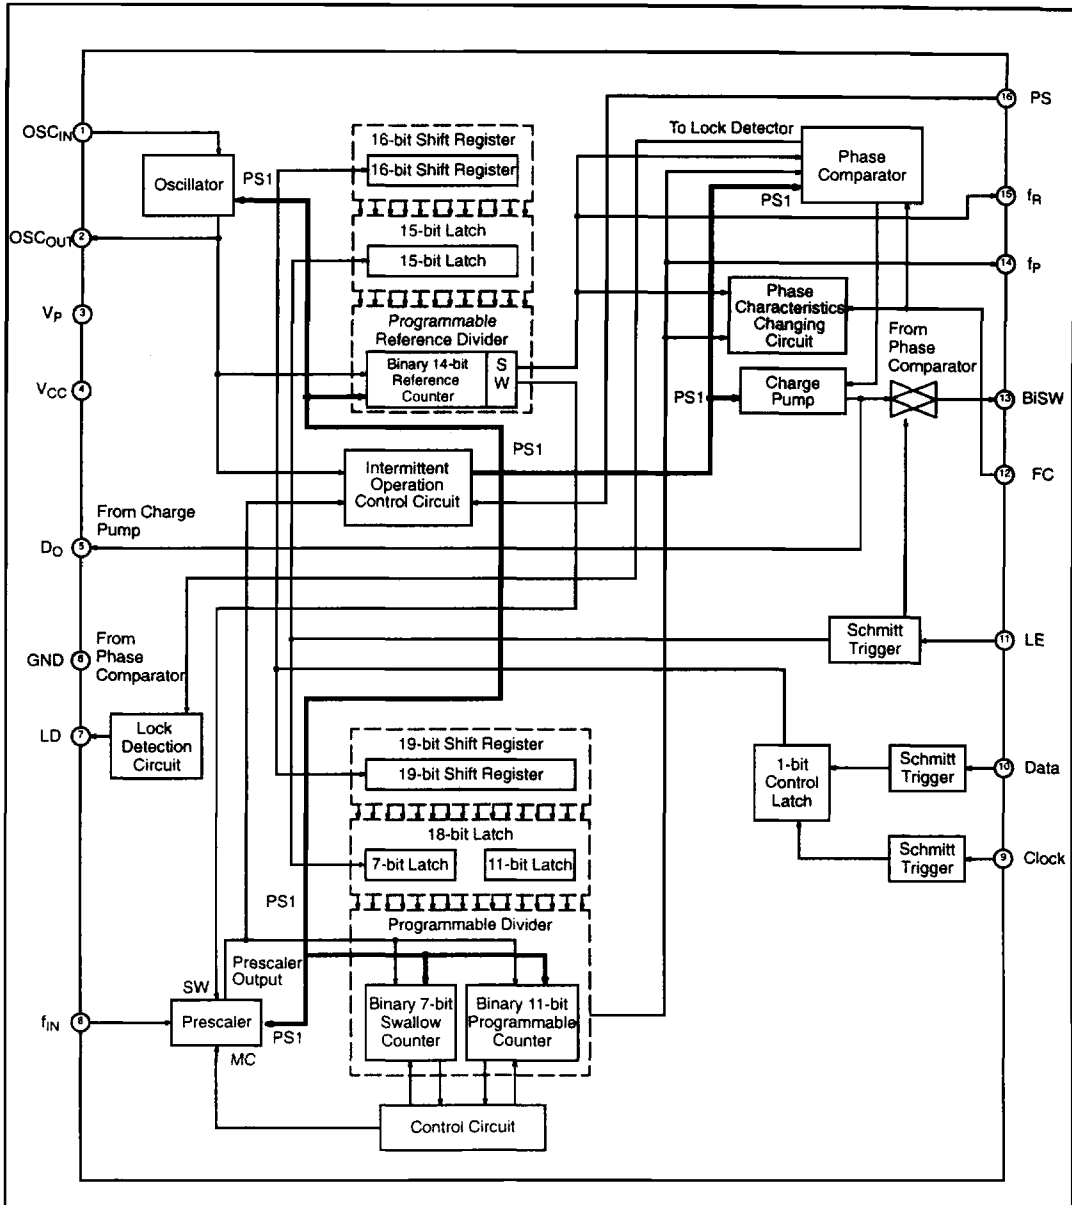 16 PS
OSCIN 1
16-bit Shift Register
16-bit Shift Register
To Lock Detector
Phase
Comparator
Oscillator
PS1
PS1
15 fR
OSCOUT 2
15-bit Latch
15-bit Latch
14 fP
VP 3
Programmable
Reference Divider
Binary 14-bit
Reference
Counter
S
W
Phase
Characteristics
Changing
Circuit
From
Phase
Comparator
VCC 4
PS1
Charge
Pump
13 BiSW
PS1
Intermittent
Operation
Control Circuit
12 FC
From Charge
Pump
DO 5
From
Phase
Comparator
GND 6
Schmitt
Trigger
11 LE
LD 7
Lock
Detection
Circuit
19-bit Shift Register
19-bit Shift Register
1-bit
Control
Latch
Schmitt
Trigger
10 Data
18-bit Latch
7-bit Latch
11-bit Latch
Schmitt
Trigger
9 Clock
PS1
Programmable Divider
Prescaler
Output
SW
fIN 8
Prescaler
PS1
MC
Binary 7-bit
Swallow
Counter
Binary 11-bit
Programmable
Counter
Control Circuit